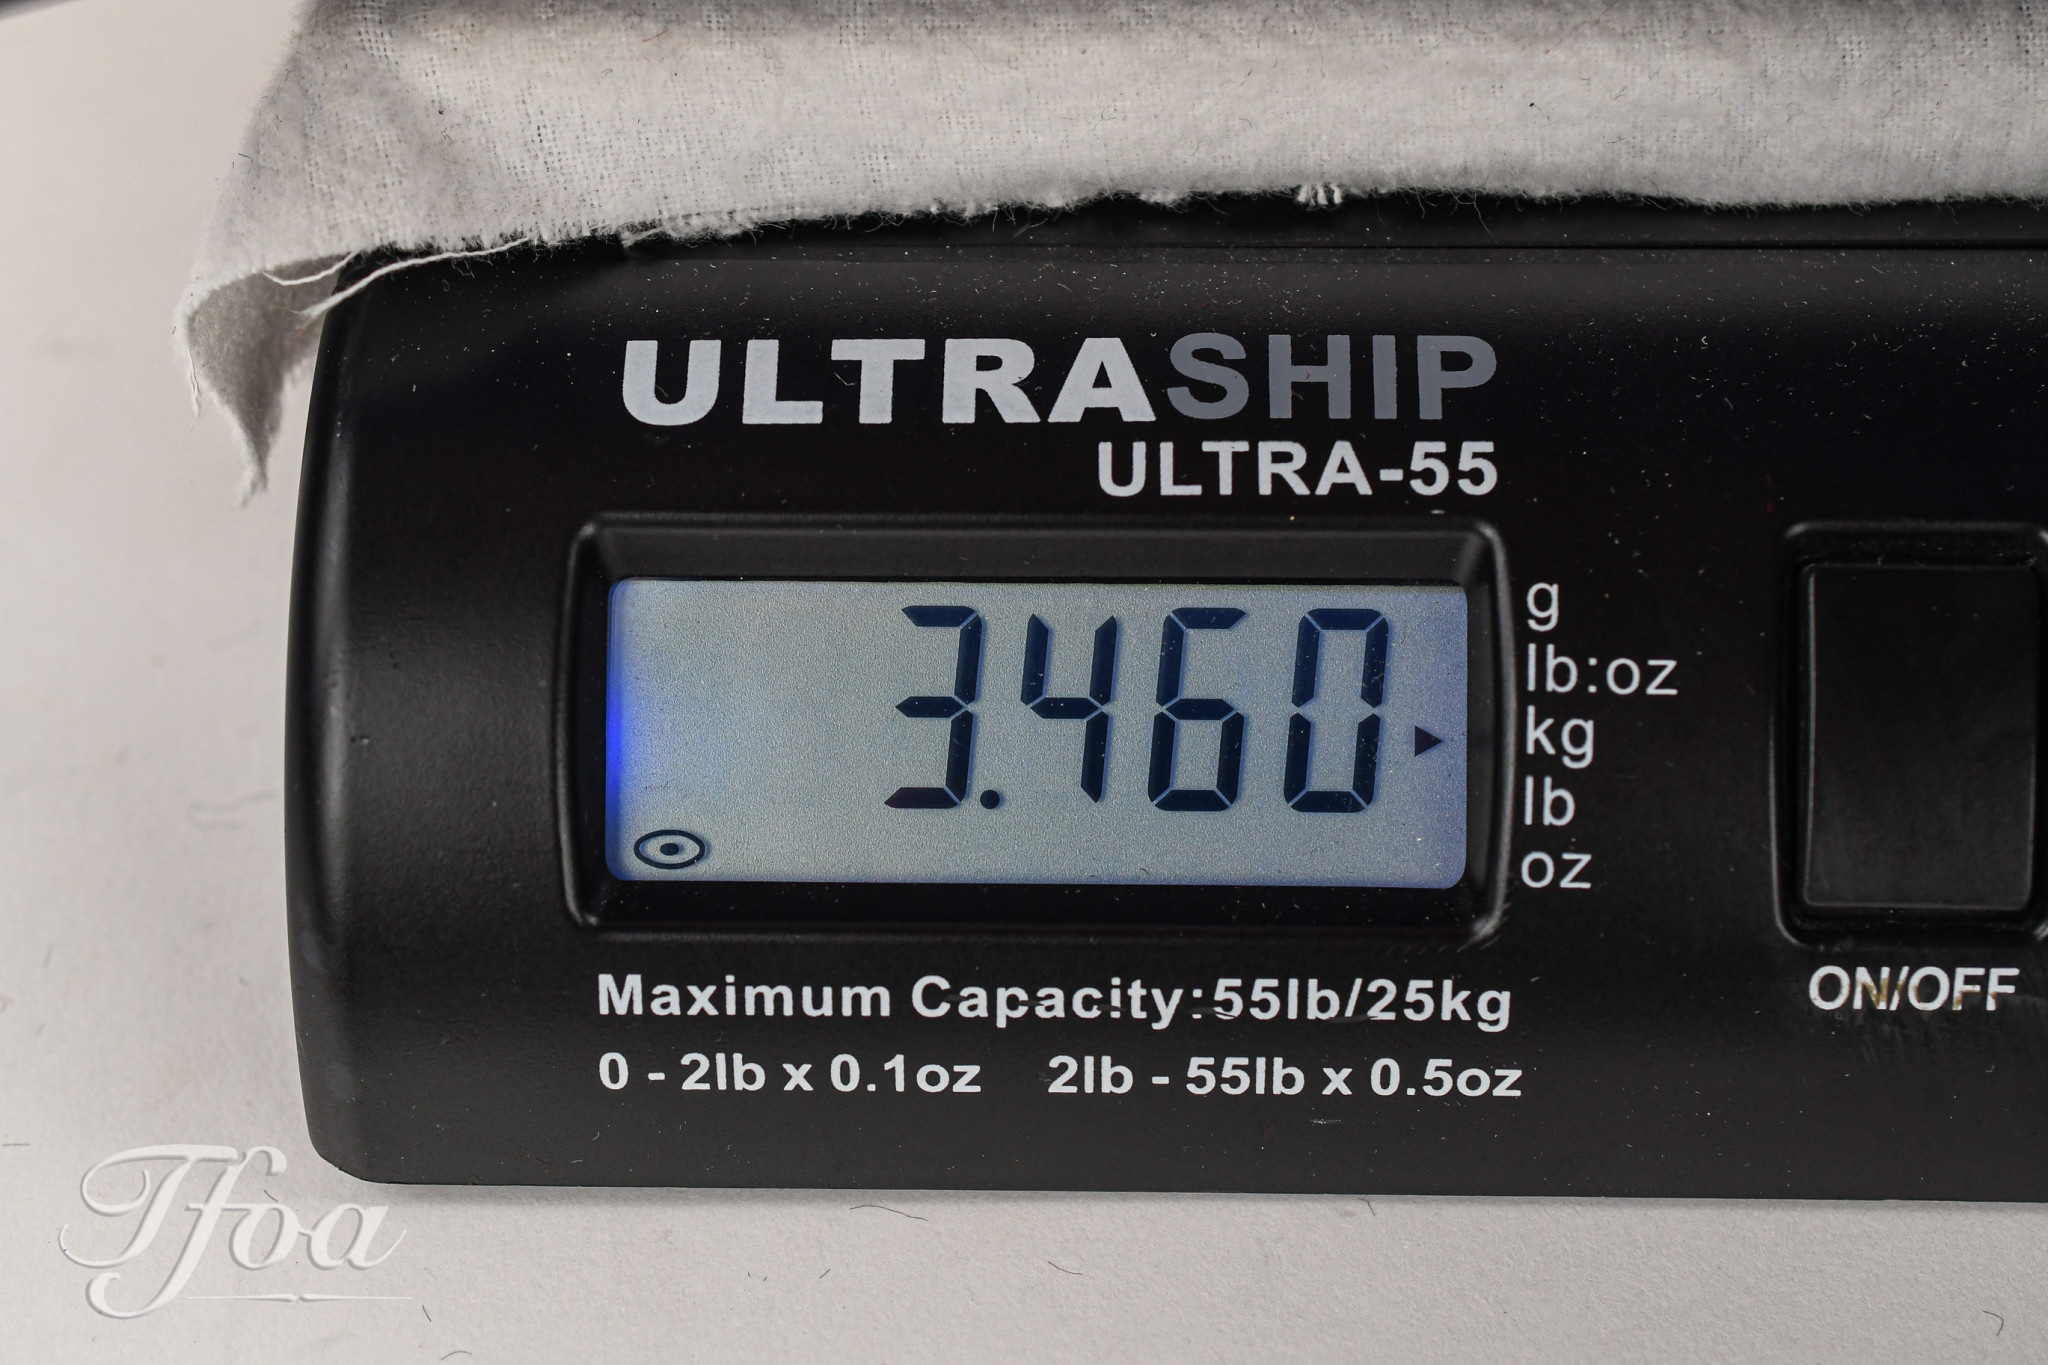 ULTRASHIP
ULTRA-55
3.460
g
lb:oz
kg
lb
oz
ON/OFF
Maximum Capacity:55lb/25kg
0 - 2lb x 0.1oz 2lb - 55lb x 0.5oz
Tfoa